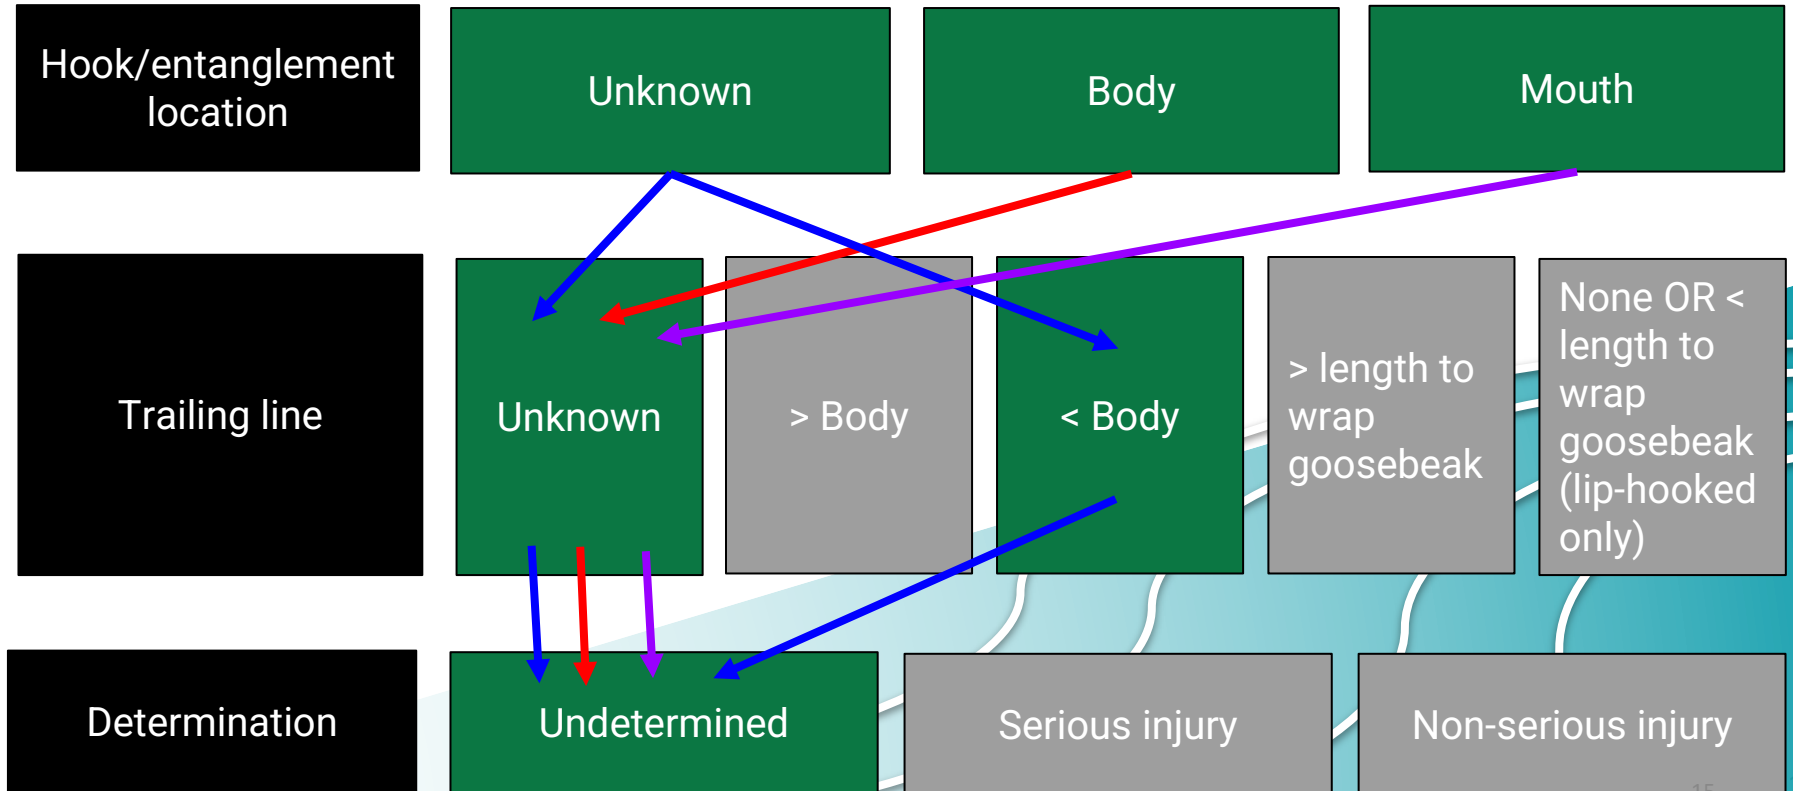 Hook/entanglement
location
Unknown
Body
Mouth
Trailing line
Unknown
> Body
< Body
> length to
wrap
goosebeak
None OR <
length to
wrap
goosebeak
(lip-hooked
only)
Determination
Undetermined
Serious injury
Non-serious injury
15